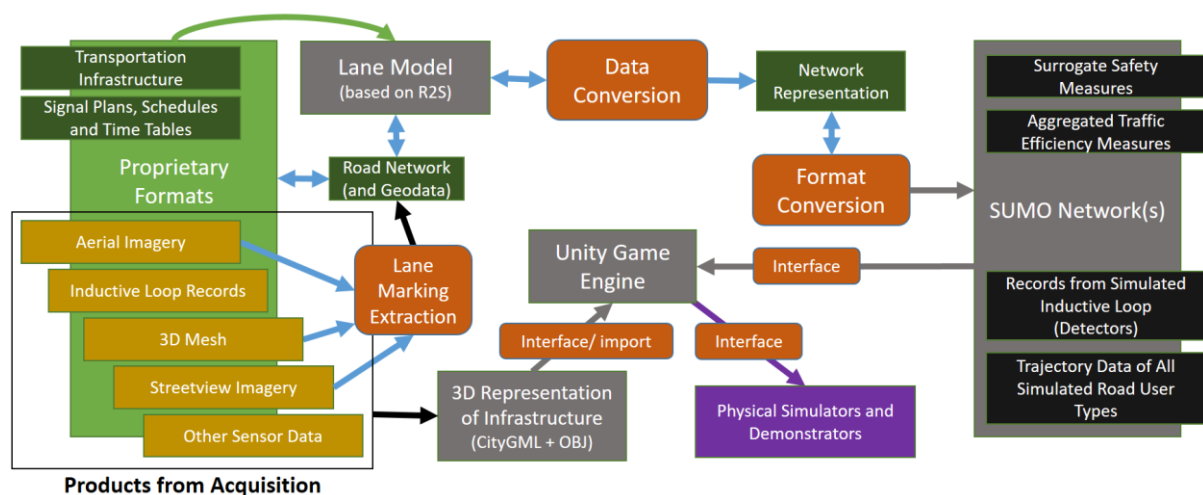 Transportation
Infrastructure
Signal Plans, Schedules
and Time Tables
Proprietary
Formats
Aerial Imagery
Inductive Loop Records
3D Mesh
Streetview Imagery
Other Sensor Data
Products from Acquisition
Lane Model
(based on R2S)
Road Network
(and Geodata)
Lane
Marking
Extraction
Data
Conversion
Network
Representation
Format
Conversion
Unity Game
Engine
Interface
Interface/ import
Interface
3D Representation
of Infrastructure
(CityGML + OBJ)
Physical Simulators and
Demonstrators
Surrogate Safety
Measures
Aggregated Traffic
Efficiency Measures
SUMO Network(s)
Records from Simulated
Inductive Loop
(Detectors)
Trajectory Data of All
Simulated Road User
Types